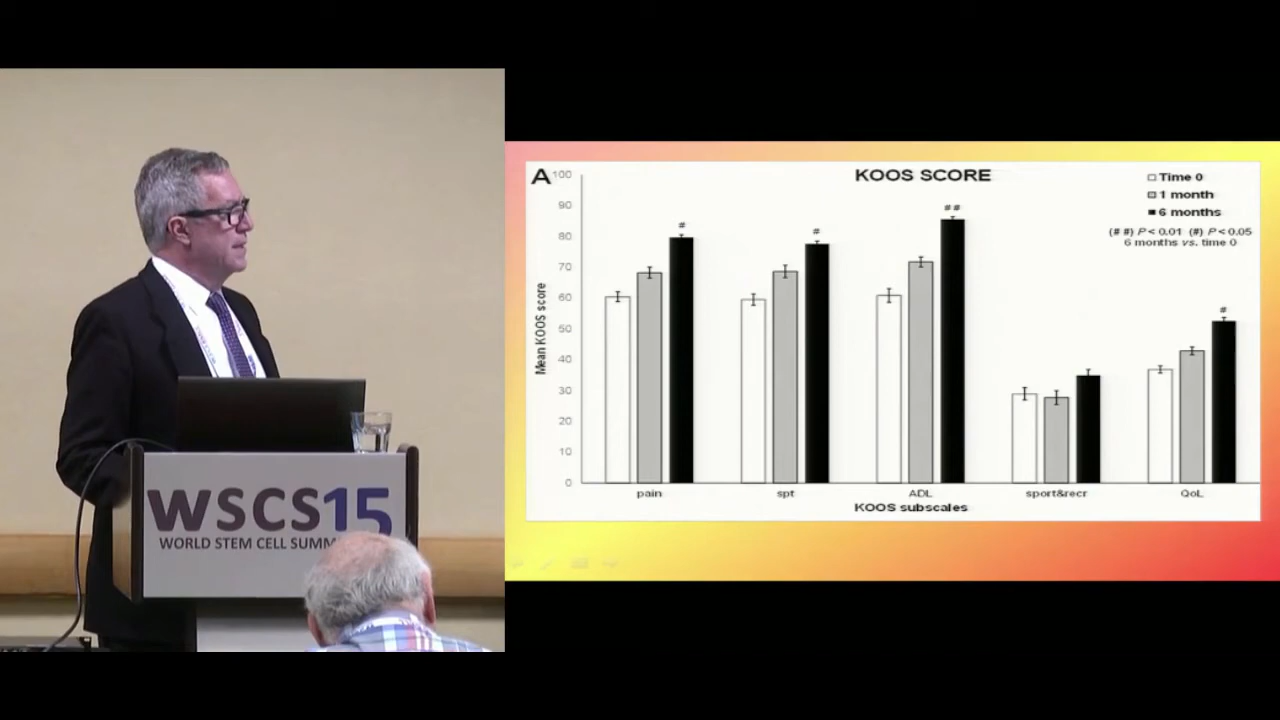 WSCS15
WORLD STEM CELL
A
KOOS SCORE
Time 0
1 month
6 months
(# #) P < 0.01 (#) P < 0.05
6 months vs. time 0
Mean KOOS score
100
90
80
70
60
50
40
30
20
10
0
#
#
##
#
pain
spt
ADL
sport&recr
QoL
KOOS subscales